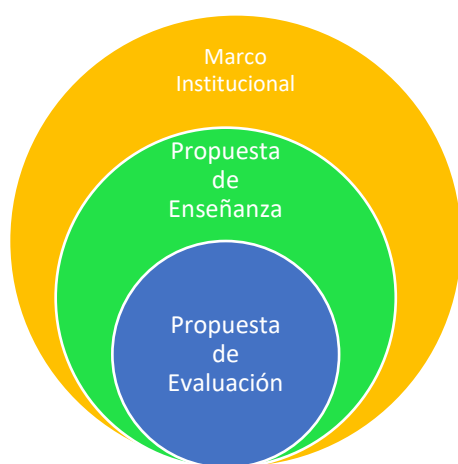 Marco
Institucional
Propuesta
de
Enseñanza
Propuesta
de
Evaluación